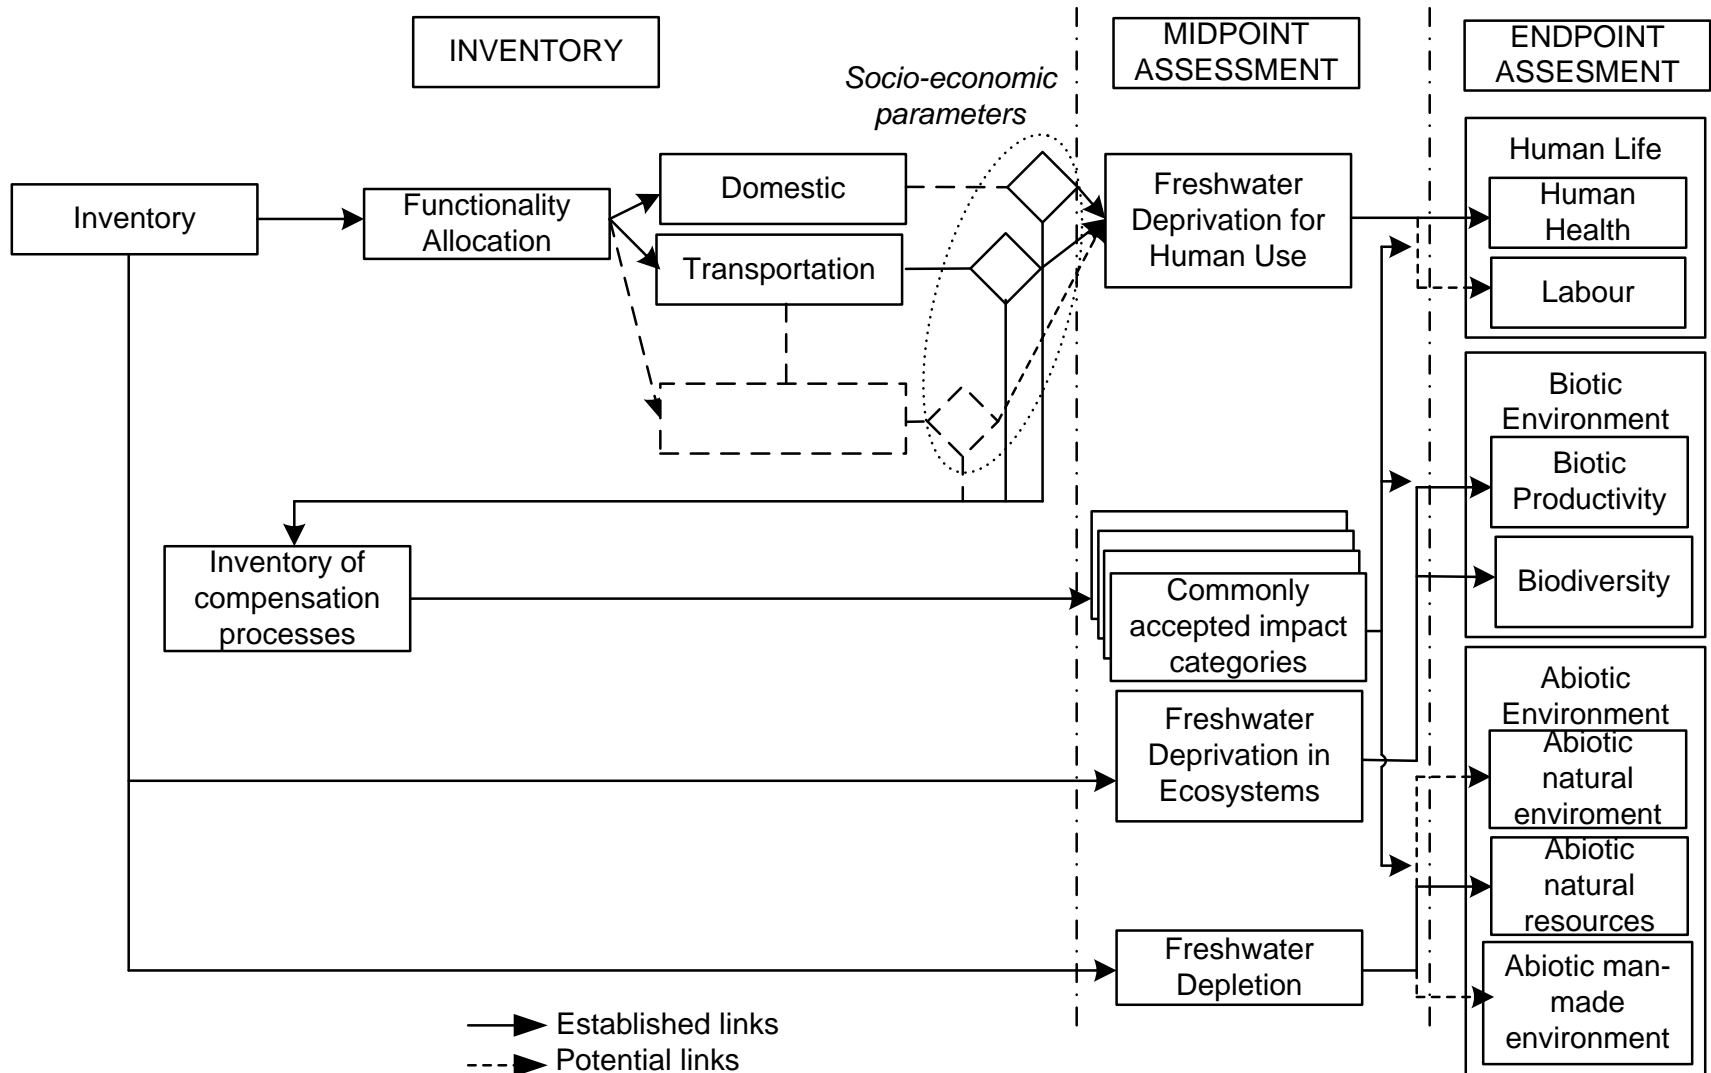 INVENTORY
MIDPOINT
ASSESSMENT
ENDPOINT
ASSESMENT
Socio-economic
parameters
Inventory
Functionality
Allocation
Domestic
Transportation
Freshwater
Deprivation for
Human Use
Human Life
Human
Health
Labour
Biotic
Environment
Biotic
Productivity
Biodiversity
Inventory of
compensation
processes
Commonly
accepted impact
categories
Freshwater
Deprivation in
Ecosystems
Abiotic
Environment
Abiotic
natural
enviroment
Abiotic
natural
resources
Freshwater
Depletion
Abiotic man-
made
environment
Established links
Potential links